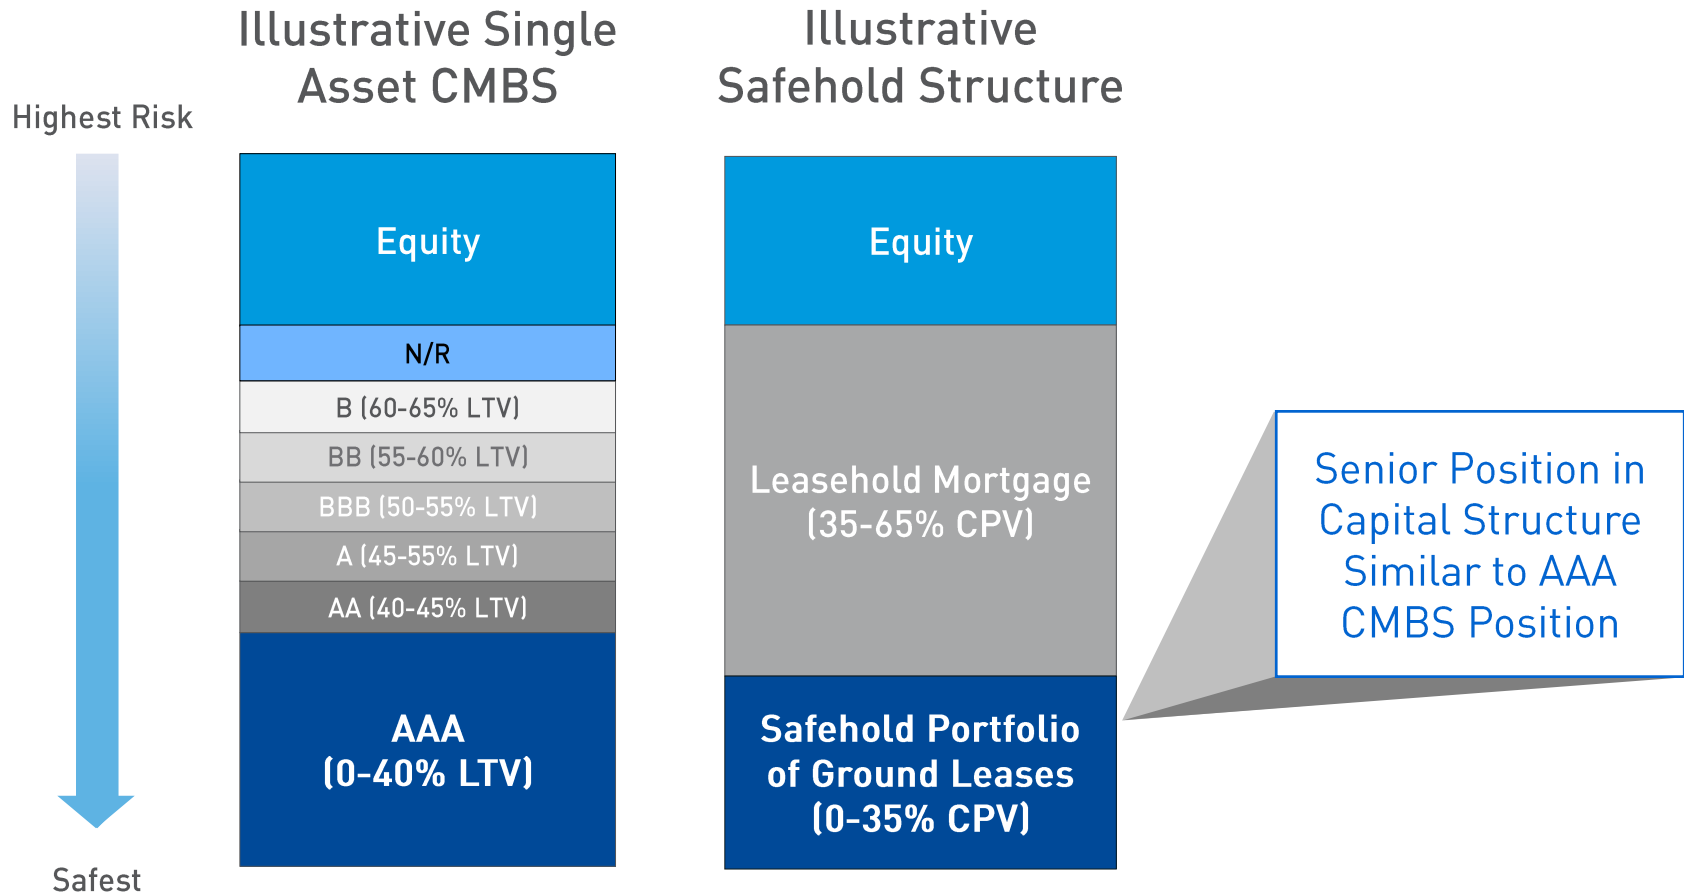 Illustrative Single
Asset CMBS
Illustrative
Safehold Structure
Highest Risk
Equity
N/R
B (60-65% LTV)
BB (55-60% LTV)
BBB (50-55% LTV)
A (45-55% LTV)
AA (40-45% LTV)
AAA
(0-40% LTV)
Equity
Leasehold Mortgage
(35-65% CPV)
Safehold Portfolio
of Ground Leases
(0-35% CPV)
Senior Position in
Capital Structure
Similar to AAA
CMBS Position
Safest